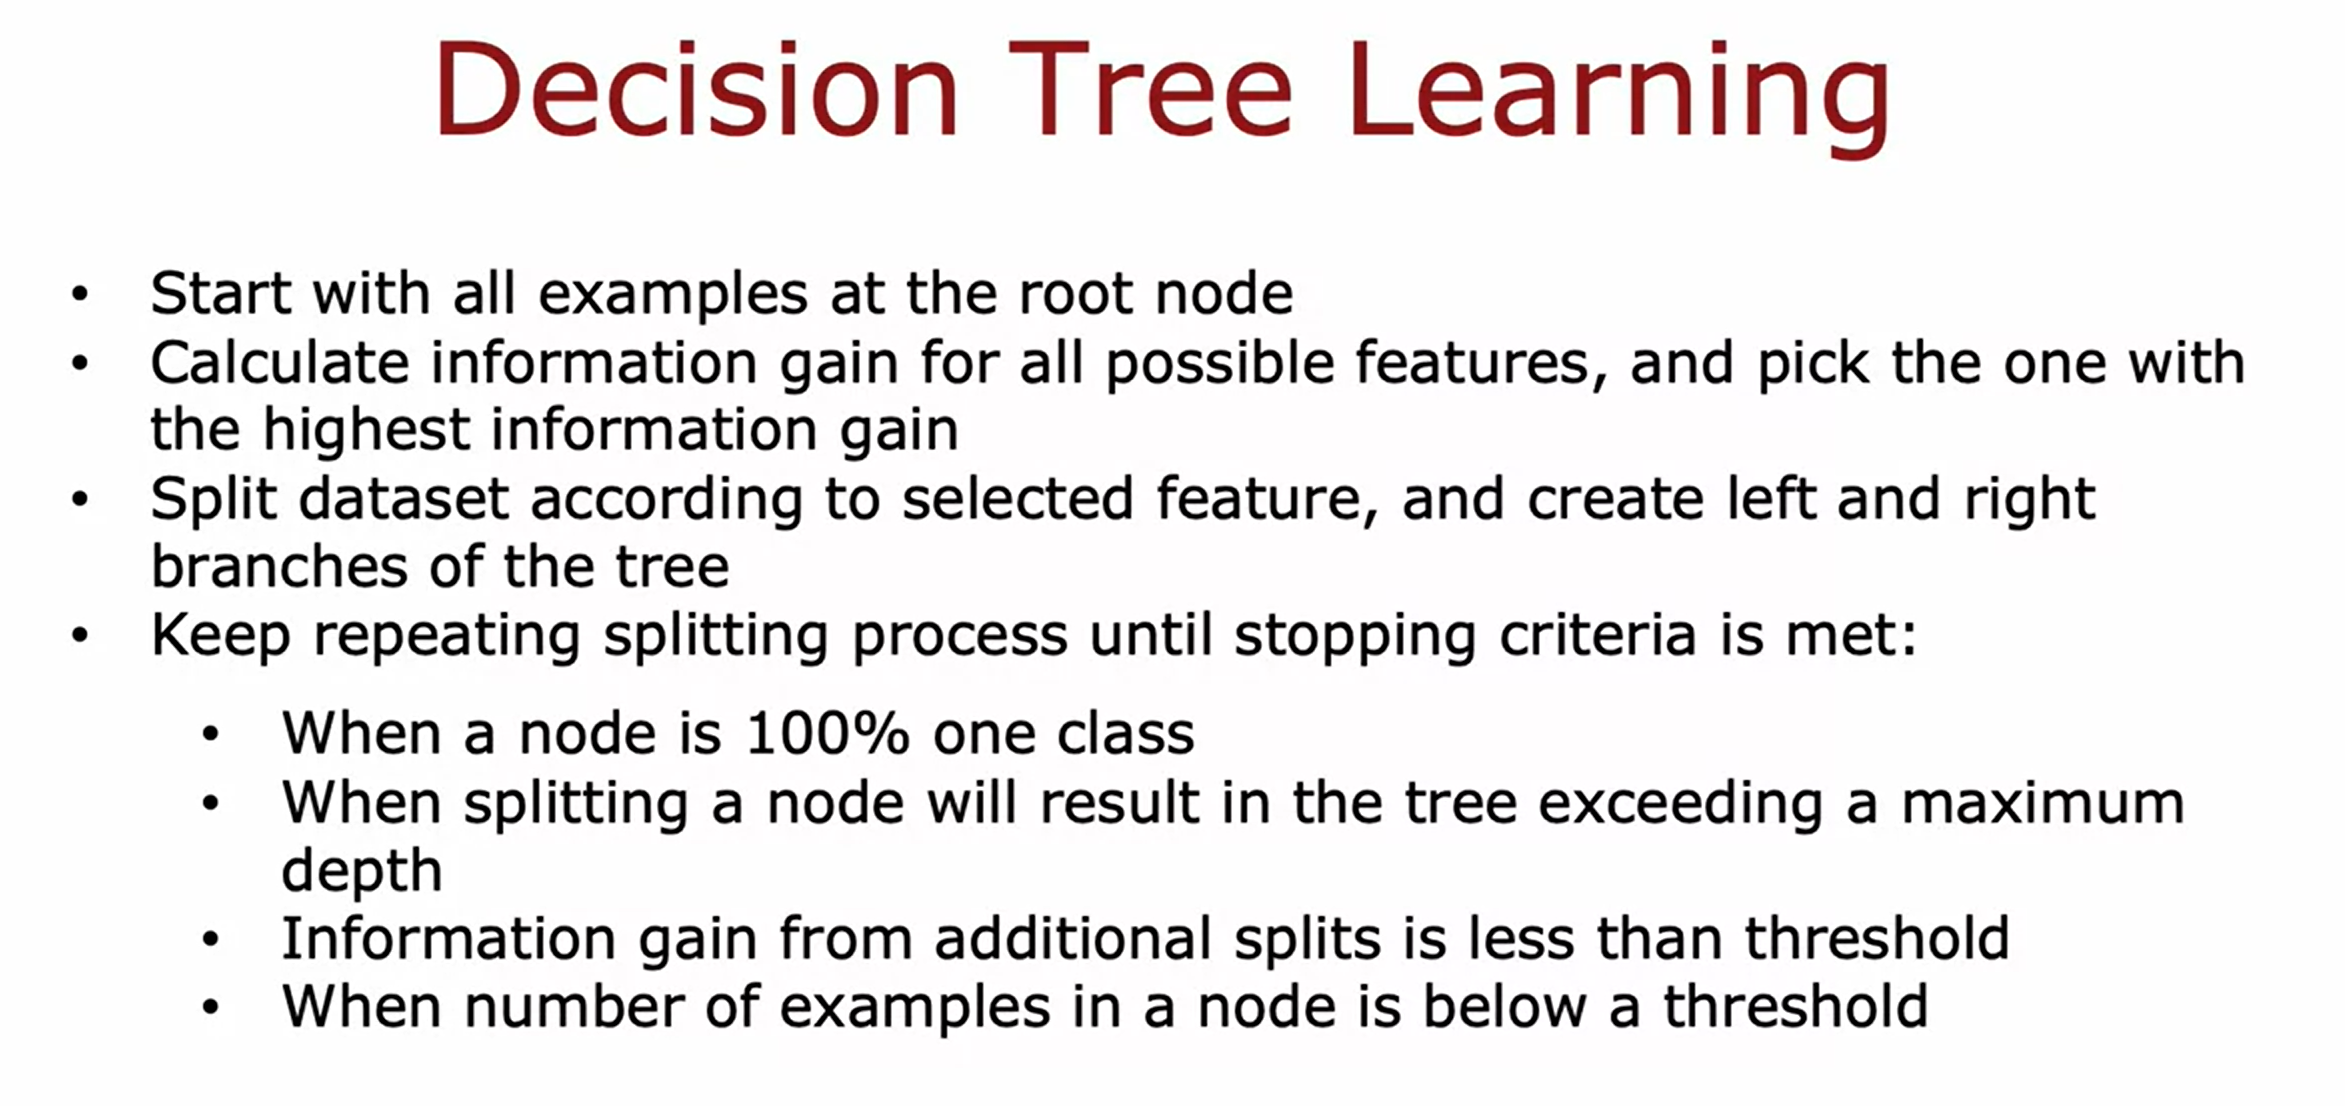 Decision Tree Learning
• Start with all examples at the root node
• Calculate information gain for all possible features, and pick the one with
the highest information gain
• Split dataset according to selected feature, and create left and right
branches of the tree
• Keep repeating splitting process until stopping criteria is met:
• When a node is 100% one class
• When splitting a node will result in the tree exceeding a maximum
depth
• Information gain from additional splits is less than threshold
• When number of examples in a node is below a threshold